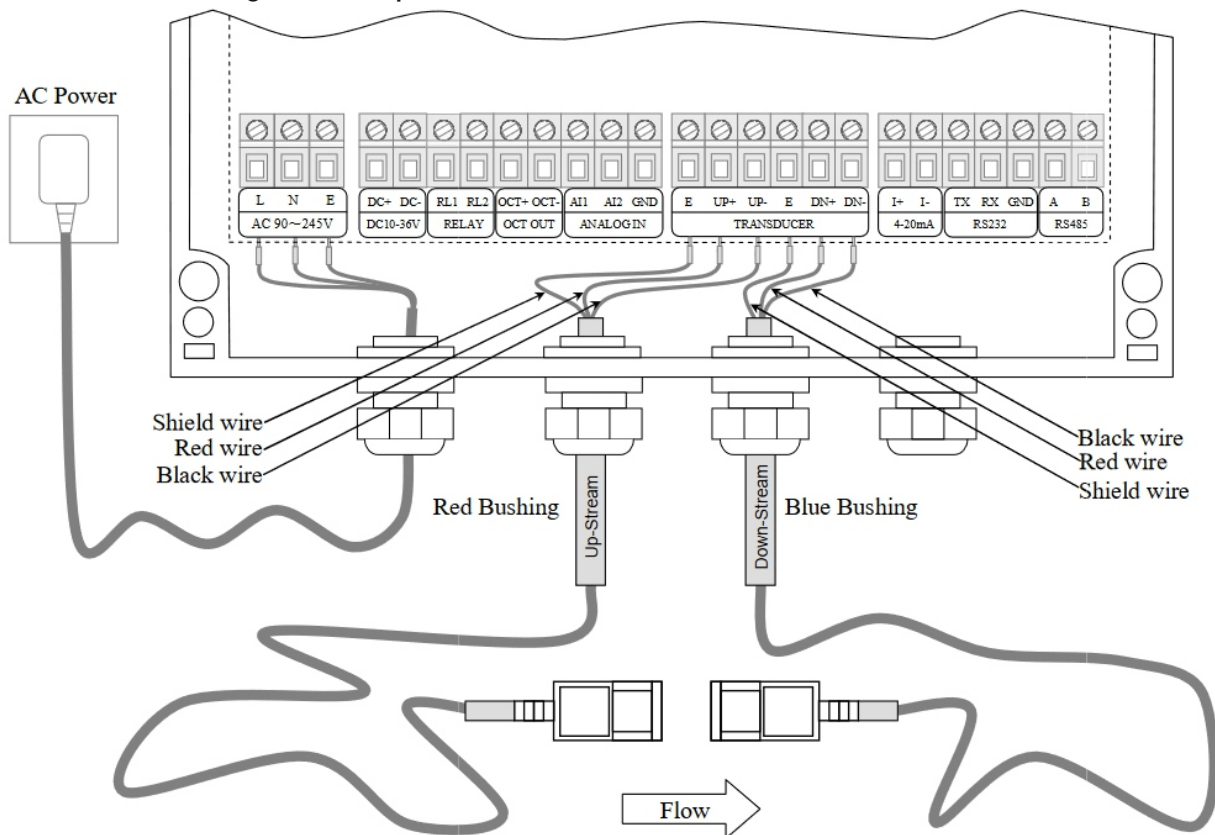 AC Power
L N E
AC 90～245V
DC+ DC- RL1 RL2 OCT+ OCT- AI1 AI2 GND
DC10-36V RELAY OCT OUT ANALOG IN
E UP+ UP- E DN+ DN-
TRANSDUCER
I+ I- TX RX GND A B
4-20mA RS232 RS485
Shield wire
Red wire
Black wire
Black wire
Red wire
Shield wire
Red Bushing
Up-Stream
Down-Stream
Blue Bushing
Flow